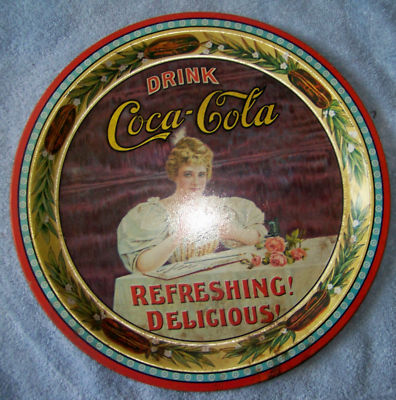 DRINK
Coca-Cola
REFRESHING!
DELICIOUS!